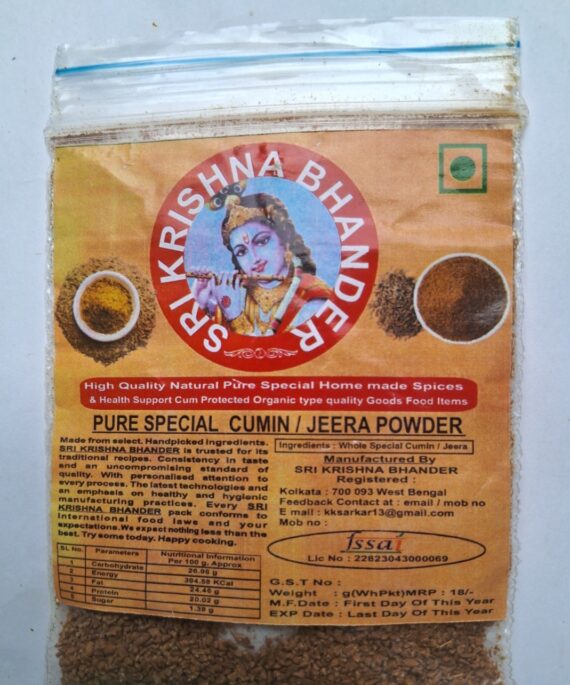 SRI KRISHNA BHANDER
High Quality Natural Pure Special Home made Spices
& Health Support Cum Protected Organic type quality Goods Food Items
PURE SPECIAL CUMIN / JEERA POWDER
Made from select. Handpicked ingredients.
SRI KRISHNA BHANDER is trusted for its
traditional recipes. Consistency in taste
and an uncompromising standard of
quality. With personalised attention to
every process. The latest technologies and
an emphasis on healthy and hygienic
manufacturing practices. Every SRI
KRISHNA BHANDER pack conforms to
international food laws and your
expectations. We expect nothing less than the
best. Try some today. Happy cooking.
SL No. Parameters Nutritional Information
Per 100 g. Approx
1 Carbohydrate 26.06 g
2 Energy 394.58 KCal
3 Fat 24.46 g
4 Protein 20.02 g
Sugar 1.39 g
Ingredients : Whole Special Cumin / Jeera
Manufactured By
SRI KRISHNA BHANDER
Registered :
Kolkata : 700 093 West Bengal
Feedback Contact at : email / mob no
E mail : kksarkar13@gmail.com
Mob no :
fssai
Lic No : 22823043000069
G.S.T No :
Weight : g(WhPkt)MRP : 18/-
M.F.Date : First Day Of This Year
EXP Date : Last Day Of This Year